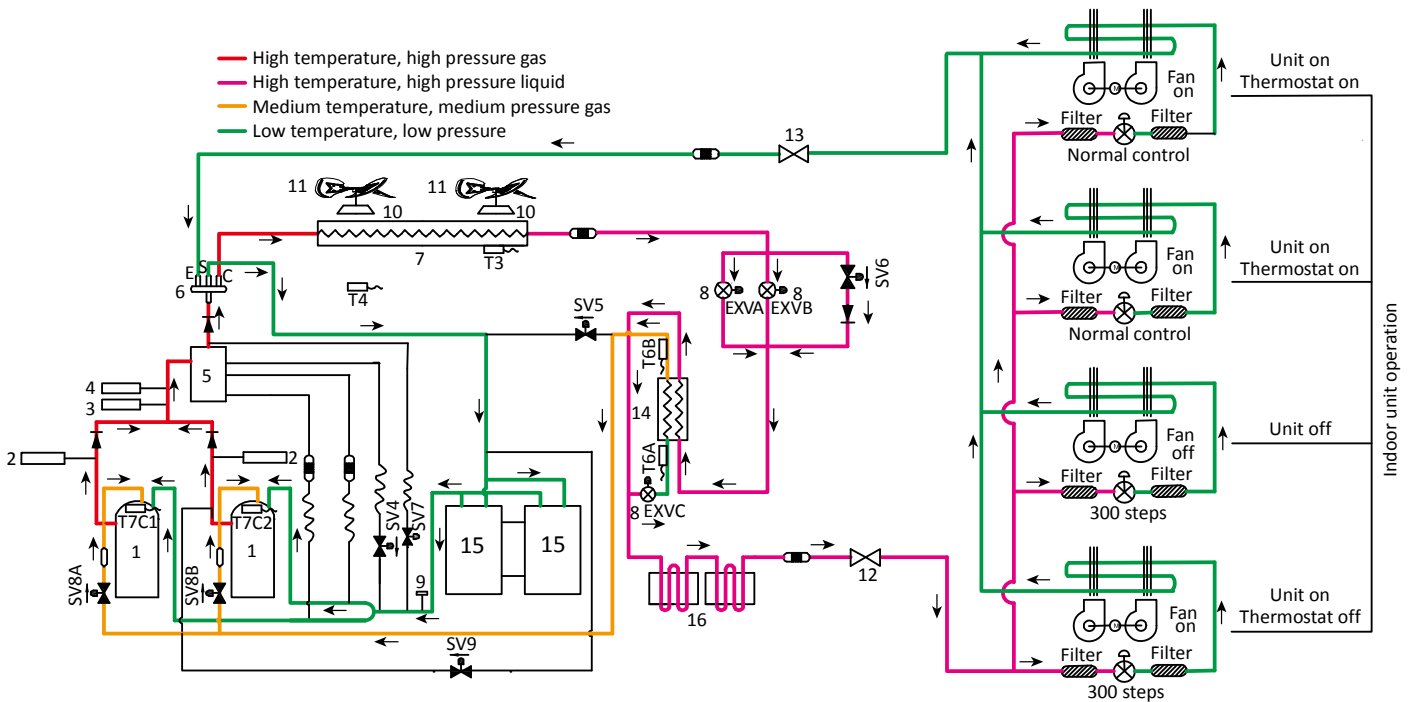 High temperature, high pressure gas
High temperature, high pressure liquid
Medium temperature, medium pressure gas
Low temperature, low pressure
13
11
11
10
10
7
T3
T4
E
S
C
6
5
4
3
2
2
T7C1
T7C2
1
1
SV8A
SV8B
SV4
SV7
9
SV9
15
15
SV5
T6B
14
T6A
8
EXVC
8
EXVA
8
EXVB
SV6
16
12
M
Fan
on
Filter
Filter
Normal control
Unit on
Thermostat on
M
Fan
on
Filter
Filter
Normal control
Unit on
Thermostat on
M
Fan
off
Filter
Filter
300 steps
Unit off
M
Fan
on
Filter
Filter
300 steps
Unit on
Thermostat off
Indoor unit operation